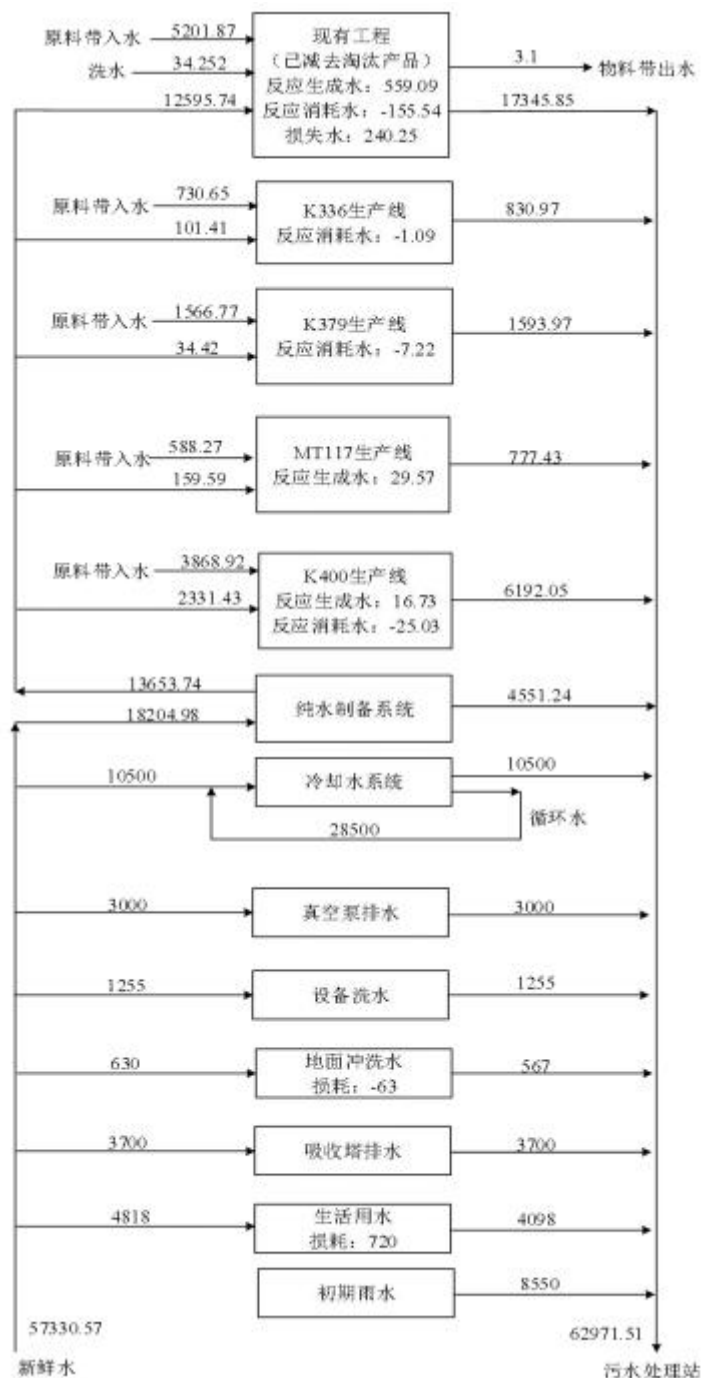 原料带入水
5201.87
洗水
34.252
12595.74
现有工程
（已减去淘汰产品）
反应生成水：559.09
反应消耗水：-155.54
损失水：240.25
3.1
物料带出水
17345.85
原料带入水
730.65
101.41
K336生产线
反应消耗水：-1.09
830.97
原料带入水
1566.77
34.42
K379生产线
反应消耗水：-7.22
1593.97
原料带入水
588.27
159.59
MT117生产线
反应生成水：29.57
777.43
原料带入水
3868.92
2331.43
K400生产线
反应生成水：16.73
反应消耗水：-25.03
6192.05
13653.74
18204.98
纯水制备系统
4551.24
10500
冷却水系统
10500
循环水
28500
3000
真空泵排水
3000
1255
设备洗水
1255
630
地面冲洗水
损耗：-63
567
3700
吸收塔排水
3700
4818
生活用水
损耗：720
4098
初期雨水
8550
57330.57
新鲜水
62971.51
污水处理站